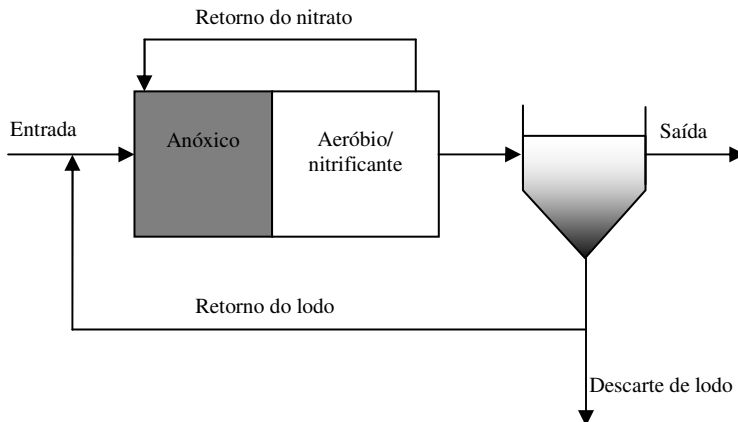 Retorno do nitrato
Entrada
Anóxico
Aeróbio/
nitrificante
Saída
Retorno do lodo
Descarte de lodo